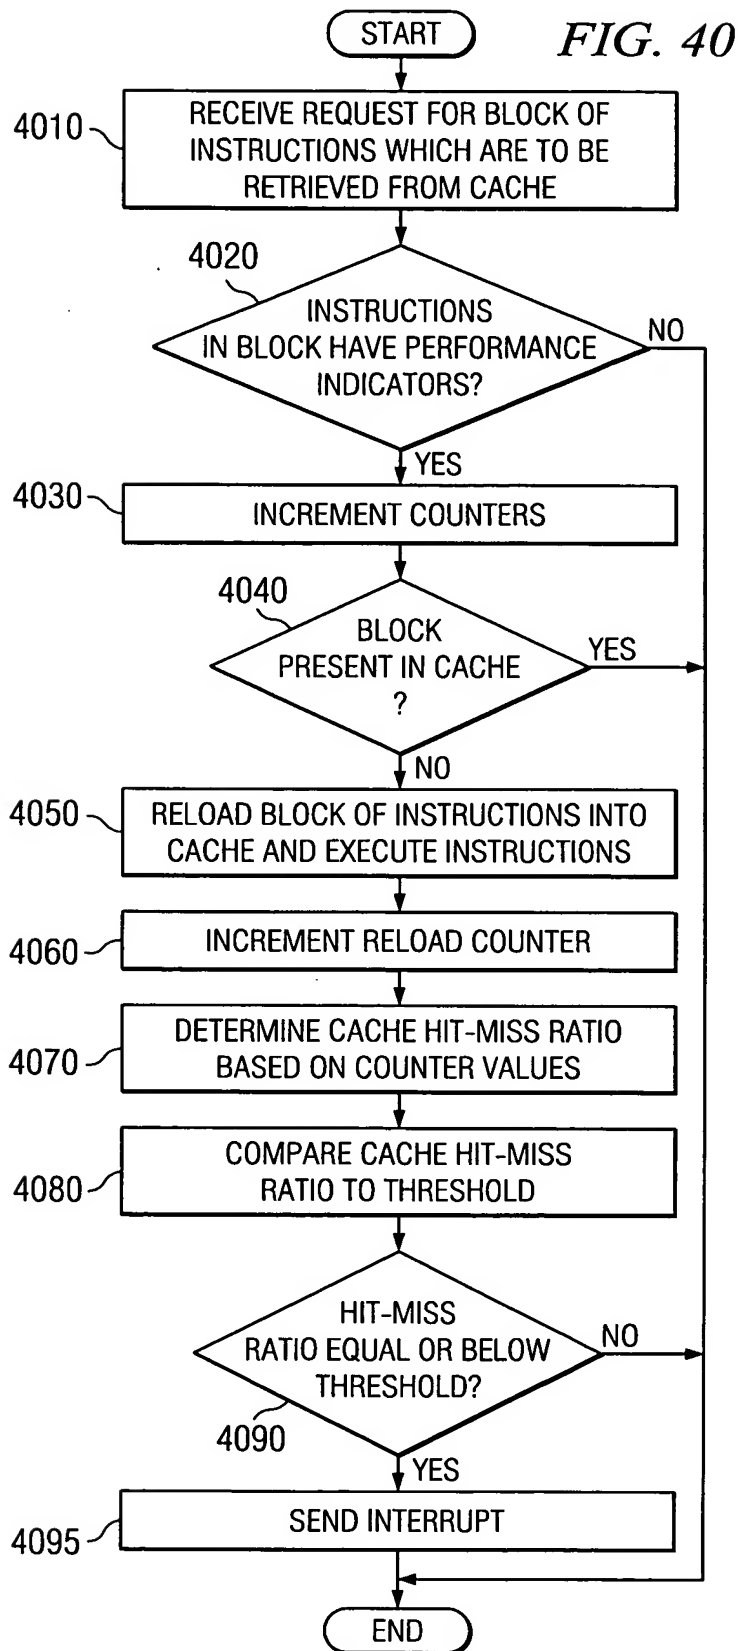 START
FIG. 40
4010
RECEIVE REQUEST FOR BLOCK OF
INSTRUCTIONS WHICH ARE TO BE
RETRIEVED FROM CACHE
4020
INSTRUCTIONS
IN BLOCK HAVE PERFORMANCE
INDICATORS?
NO
YES
4030
INCREMENT COUNTERS
4040
BLOCK
PRESENT IN CACHE
?
YES
NO
4050
RELOAD BLOCK OF INSTRUCTIONS INTO
CACHE AND EXECUTE INSTRUCTIONS
4060
INCREMENT RELOAD COUNTER
4070
DETERMINE CACHE HIT-MISS RATIO
BASED ON COUNTER VALUES
4080
COMPARE CACHE HIT-MISS
RATIO TO THRESHOLD
HIT-MISS
RATIO EQUAL OR BELOW
THRESHOLD?
NO
4090
YES
4095
SEND INTERRUPT
END